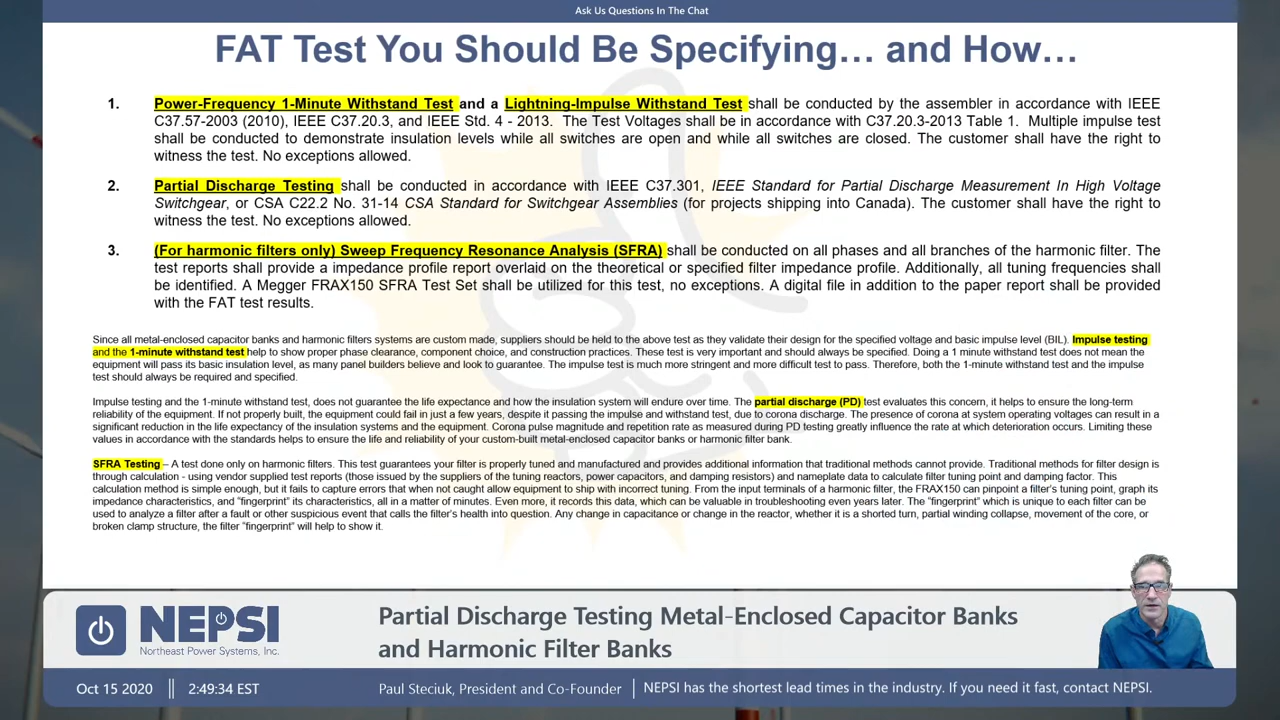 Ask Us Questions In The Chat
FAT Test You Should Be Specifying… and How…
1. Power-Frequency 1-Minute Withstand Test and a Lightning-Impulse Withstand Test shall be conducted by the assembler in accordance with IEEE
C37.57-2003 (2010), IEEE C37.20.3, and IEEE Std. 4 - 2013. The Test Voltages shall be in accordance with C37.20.3-2013 Table 1. Multiple impulse test
shall be conducted to demonstrate insulation levels while all switches are open and while all switches are closed. The customer shall have the right to
witness the test. No exceptions allowed.
2. Partial Discharge Testing shall be conducted in accordance with IEEE C37.301, IEEE Standard for Partial Discharge Measurement In High Voltage
Switchgear, or CSA C22.2 No. 31-14 CSA Standard for Switchgear Assemblies (for projects shipping into Canada). The customer shall have the right to
witness the test. No exceptions allowed.
3. (For harmonic filters only) Sweep Frequency Resonance Analysis (SFRA) shall be conducted on all phases and all branches of the harmonic filter. The
test reports shall provide a impedance profile report overlaid on the theoretical or specified filter impedance profile. Additionally, all tuning frequencies shall
be identified. A Megger FRAX150 SFRA Test Set shall be utilized for this test, no exceptions. A digital file in addition to the paper report shall be provided
with the FAT test results.
Since all metal-enclosed capacitor banks and harmonic filters systems are custom made, suppliers should be held to the above test as they validate their design for the specified voltage and basic impulse level (BIL). Impulse testing
and the 1-minute withstand test help to show proper phase clearance, component choice, and construction practices. These test is very important and should always be specified. Doing a 1 minute withstand test does not mean the
equipment will pass its basic insulation level, as many panel builders believe and look to guarantee. The impulse test is much more stringent and more difficult test to pass. Therefore, both the 1-minute withstand test and the impulse
test should always be required and specified.
Impulse testing and the 1-minute withstand test, does not guarantee the life expectance and how the insulation system will endure over time. The partial discharge (PD) test evaluates this concern, it helps to ensure the long-term
reliability of the equipment. If not properly built, the equipment could fail in just a few years, despite it passing the impulse and withstand test, due to corona discharge. The presence of corona at system operating voltages can result in a
significant reduction in the life expectancy of the insulation systems and the equipment. Corona pulse magnitude and repetition rate as measured during PD testing greatly influence the rate at which deterioration occurs. Limiting these
values in accordance with the standards helps to ensure the life and reliability of your custom-built metal-enclosed capacitor banks or harmonic filter bank.
SFRA Testing – A test done only on harmonic filters. This test guarantees your filter is properly tuned and manufactured and provides additional information that traditional methods cannot provide. Traditional methods for filter design is
through calculation - using vendor supplied test reports (those issued by the suppliers of the tuning reactors, power capacitors, and damping resistors) and nameplate data to calculate filter tuning point and damping factor. This
calculation method is simple enough, but it fails to capture errors that when not caught allow equipment to ship with incorrect tuning. From the input terminals of a harmonic filter, the FRAX150 can pinpoint a filter's tuning point, graph its
impedance characteristics, and "fingerprint" its characteristics, all in a matter of minutes. Even more, it records this data, which can be valuable in troubleshooting even years later. The "fingerprint" which is unique to each filter can be
used to analyze a filter after a fault or other suspicious event that calls the filter's health into question. Any change in capacitance or change in the reactor, whether it is a shorted turn, partial winding collapse, movement of the core, or
broken clamp structure, the filter "fingerprint" will help to show it.
NEPSI
Northeast Power Systems, Inc.
Partial Discharge Testing Metal-Enclosed Capacitor Banks
and Harmonic Filter Banks
Oct 15 2020 2:49:34 EST Paul Steciuk, President and Co-Founder NEPSI has the shortest lead times in the industry. If you need it fast, contact NEPSI.